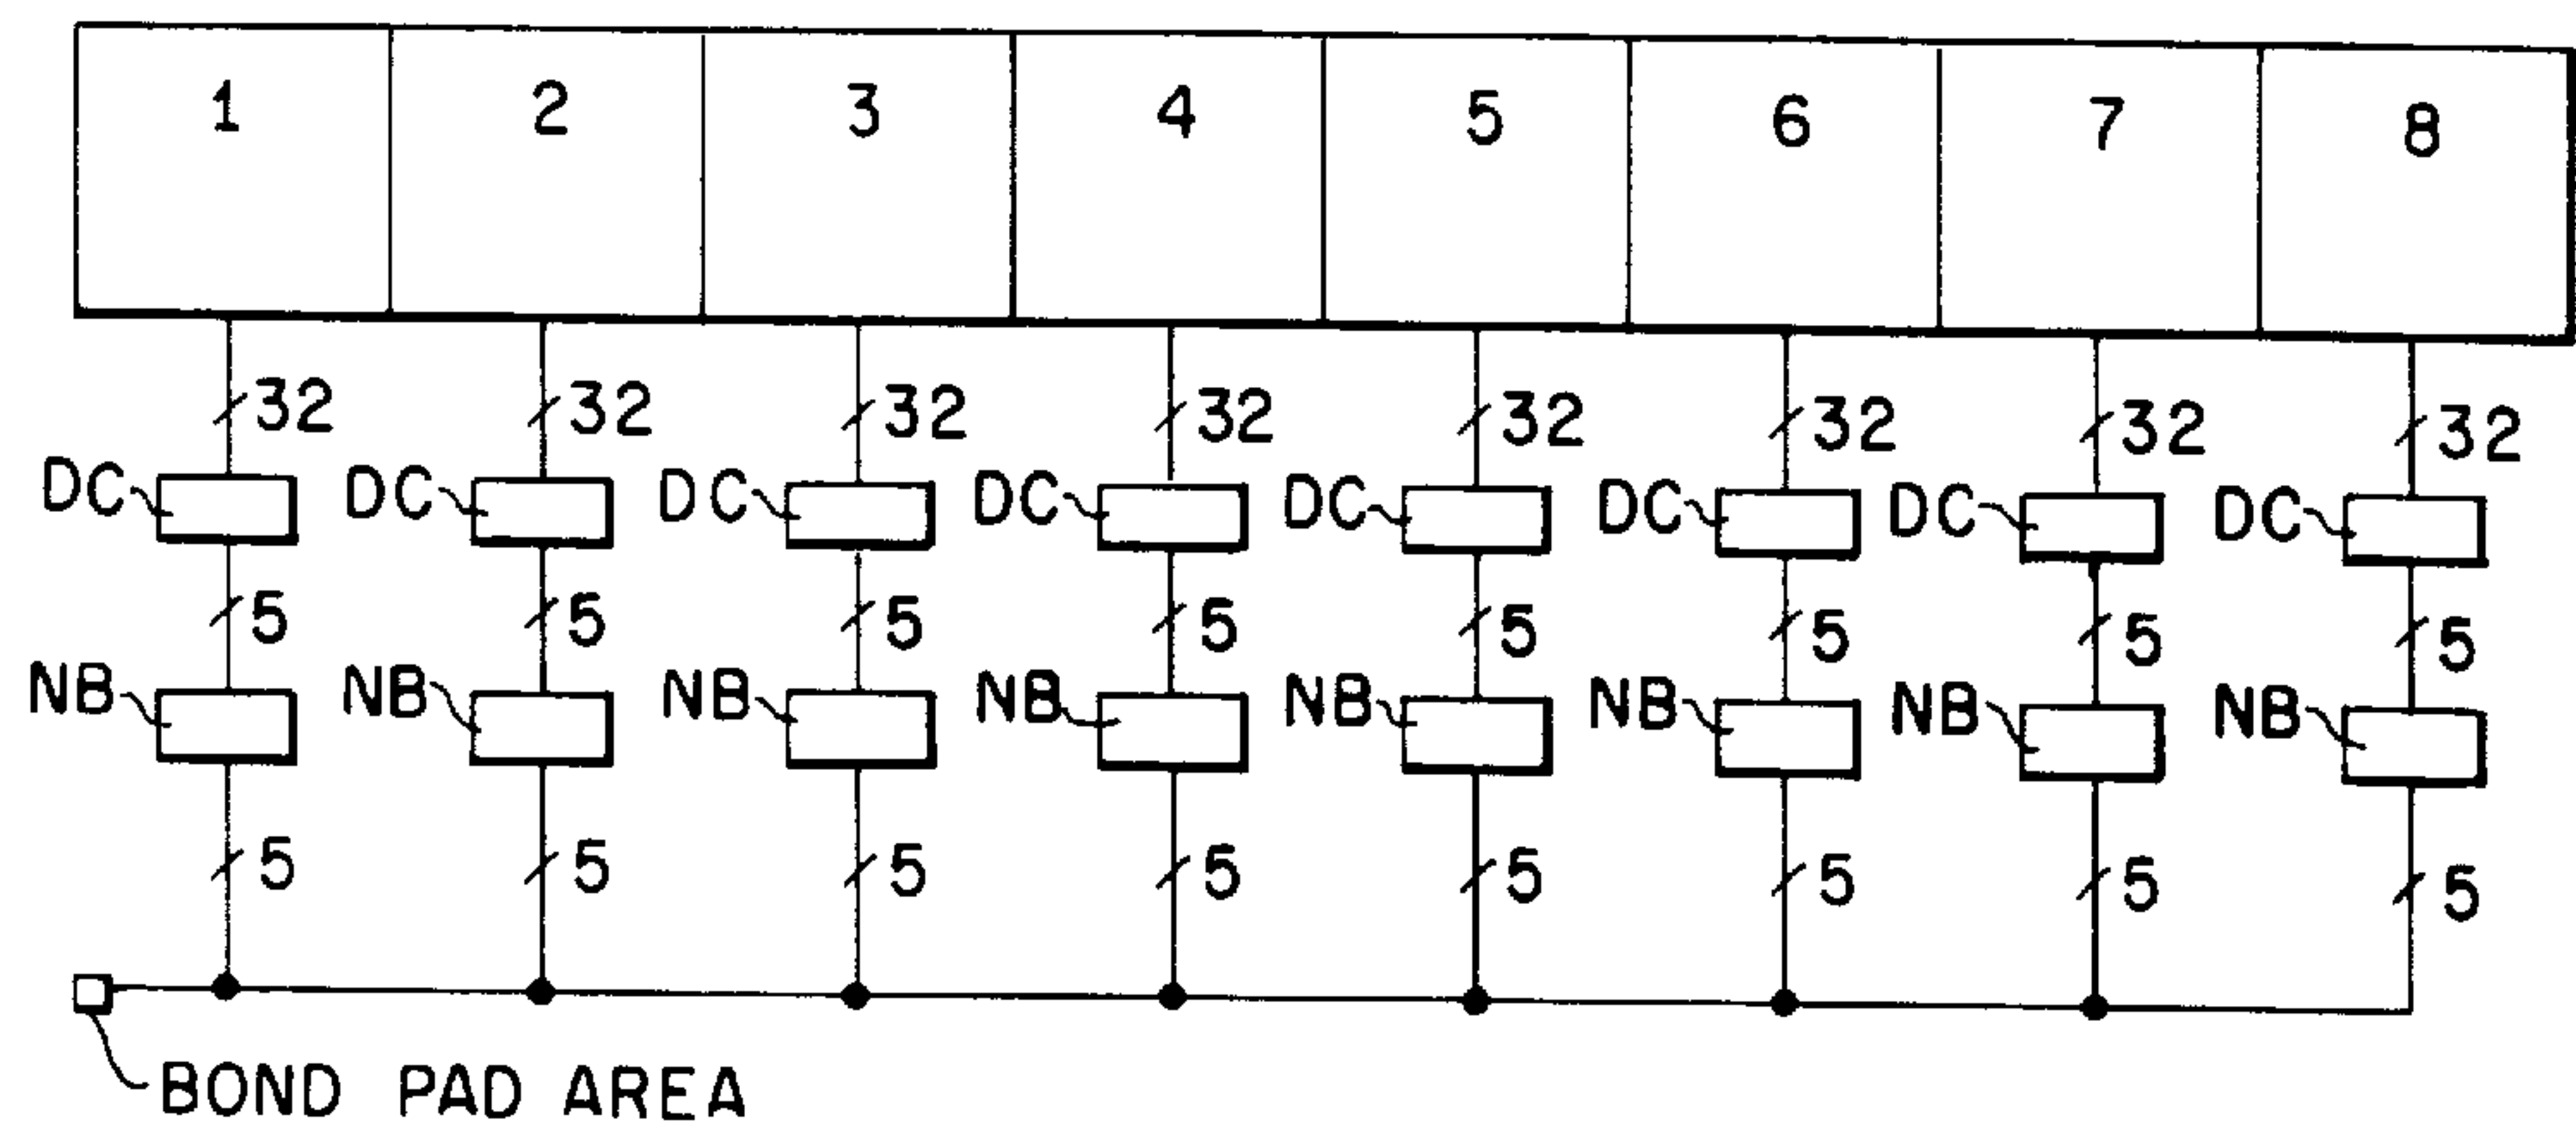 1 2 3 4 5 6 7 8
32 32 32 32 32 32 32 32
DC DC DC DC DC DC DC DC
5 5 5 5 5 5 5 5
NB NB NB NB NB NB NB NB
5 5 5 5 5 5 5 5
BOND PAD AREA